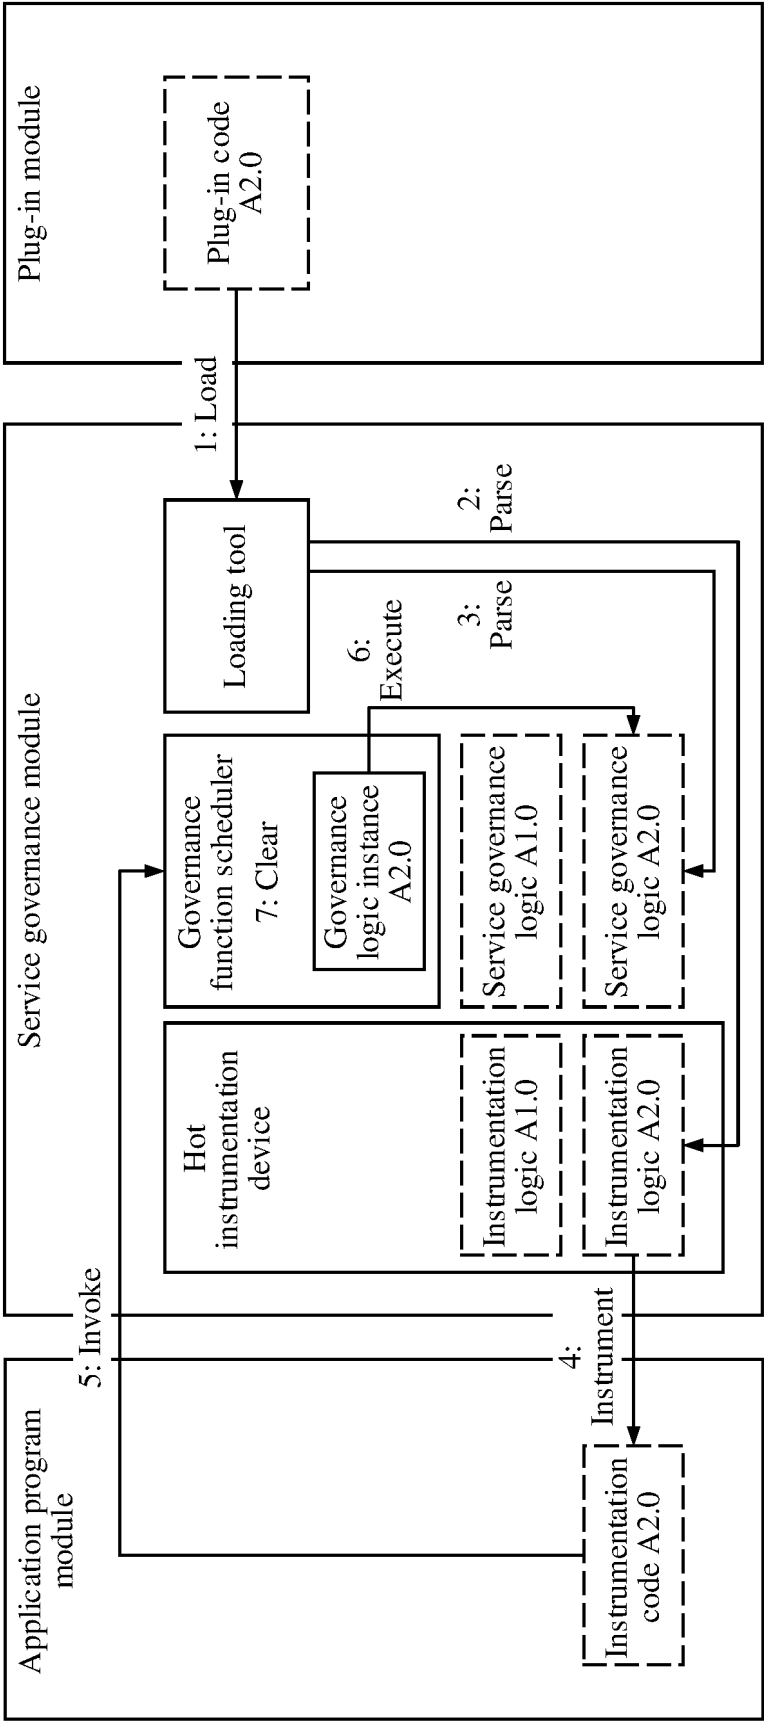 Application program
module
Service governance module
Plug-in module
5: Invoke
Hot
instrumentation
device
Governance
function scheduler
7: Clear
Governance
logic instance
A2.0
Loading tool
1: Load
Plug-in code
A2.0
6:
Execute
2:
Parse
3:
Parse
Instrumentation
logic A1.0
Service governance
logic A1.0
4:
Instrument
Instrumentation
code A2.0
Instrumentation
logic A2.0
Service governance
logic A2.0